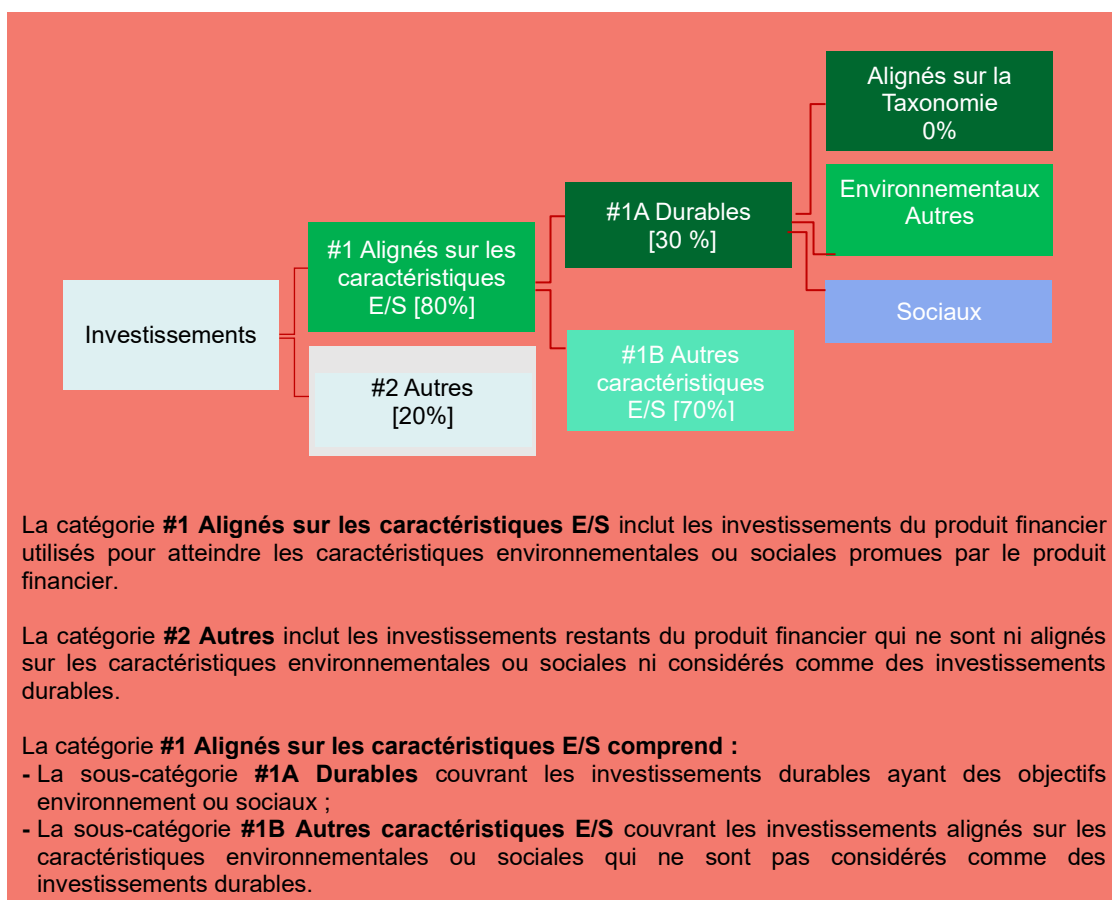 Alignés sur la
Taxonomie
0%
Environnementaux
Autres
#1A Durables
[30 %]
#1 Alignés sur les
caractéristiques
E/S [80%]
Sociaux
Investissements
#1B Autres
caractéristiques
E/S [70%]
#2 Autres
[20%]
La catégorie #1 Alignés sur les caractéristiques E/S inclut les investissements du produit financier
utilisés pour atteindre les caractéristiques environnementales ou sociales promues par le produit
financier.
La catégorie #2 Autres inclut les investissements restants du produit financier qui ne sont ni alignés
sur les caractéristiques environnementales ou sociales ni considérés comme des investissements
durables.
La catégorie #1 Alignés sur les caractéristiques E/S comprend :
- La sous-catégorie #1A Durables couvrant les investissements durables ayant des objectifs
environnement ou sociaux ;
- La sous-catégorie #1B Autres caractéristiques E/S couvrant les investissements alignés sur les
caractéristiques environnementales ou sociales qui ne sont pas considérés comme des
investissements durables.